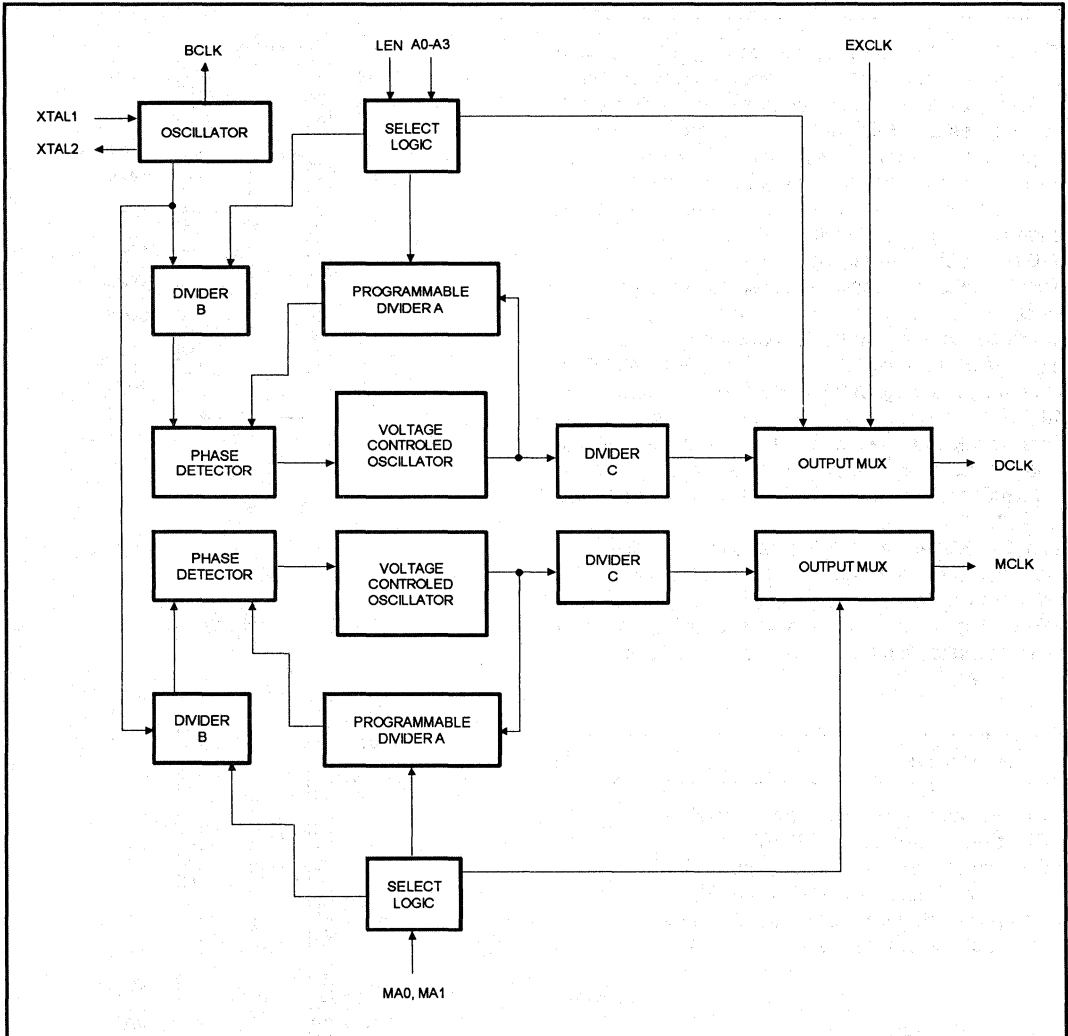 BCLK
LEN A0-A3
EXCLK
XTAL1
XTAL2
OSCILLATOR
SELECT
LOGIC
DIVIDER
B
PROGRAMMABLE
DIVIDER A
PHASE
DETECTOR
VOLTAGE
CONTROLED
OSCILLATOR
DIVIDER
C
OUTPUT MUX
DCLK
PHASE
DETECTOR
VOLTAGE
CONTROLED
OSCILLATOR
DIVIDER
C
OUTPUT MUX
MCLK
DIVIDER
B
PROGRAMMABLE
DIVIDER A
SELECT
LOGIC
MA0, MA1